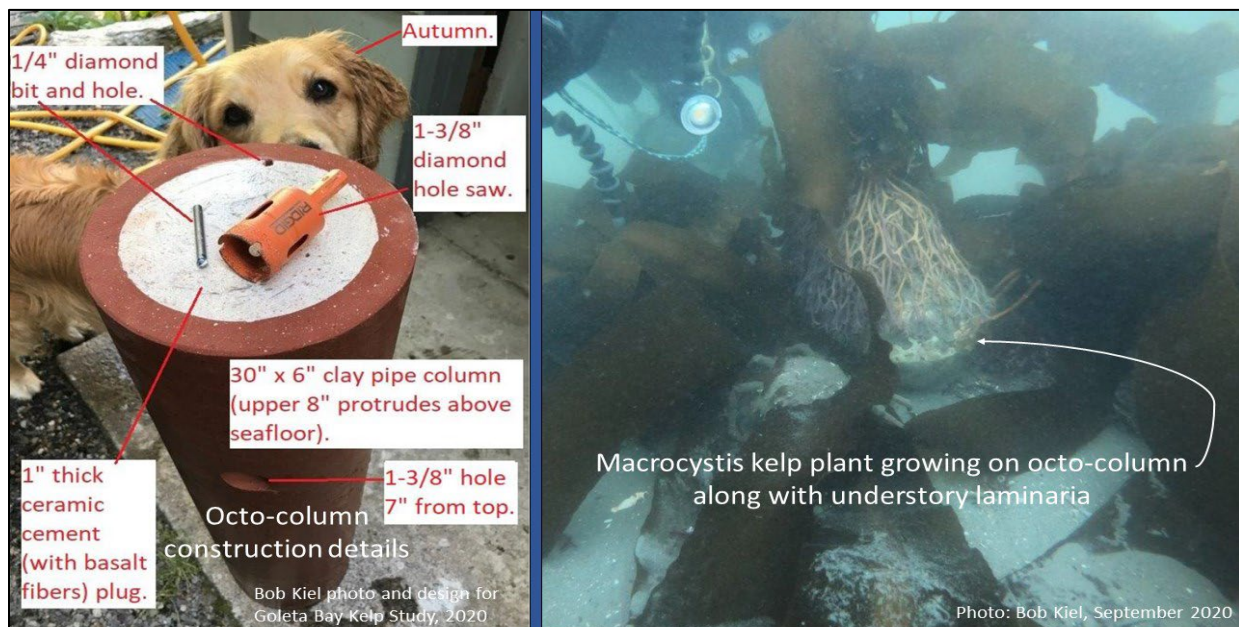 Autumn.
1/4" diamond
bit and hole.
1-3/8"
diamond
hole saw.
RIDGID
30" x 6" clay pipe column
(upper 8" protrudes above
seafloor).
1" thick
ceramic
cement
(with basalt
fibers) plug.
1-3/8" hole
7" from top.
Octo-column
construction details
Bob Kiel photo and design for
Goleta Bay Kelp Study, 2020
Macrocystis kelp plant growing on octo-column
along with understory laminaria
Photo: Bob Kiel, September 2020